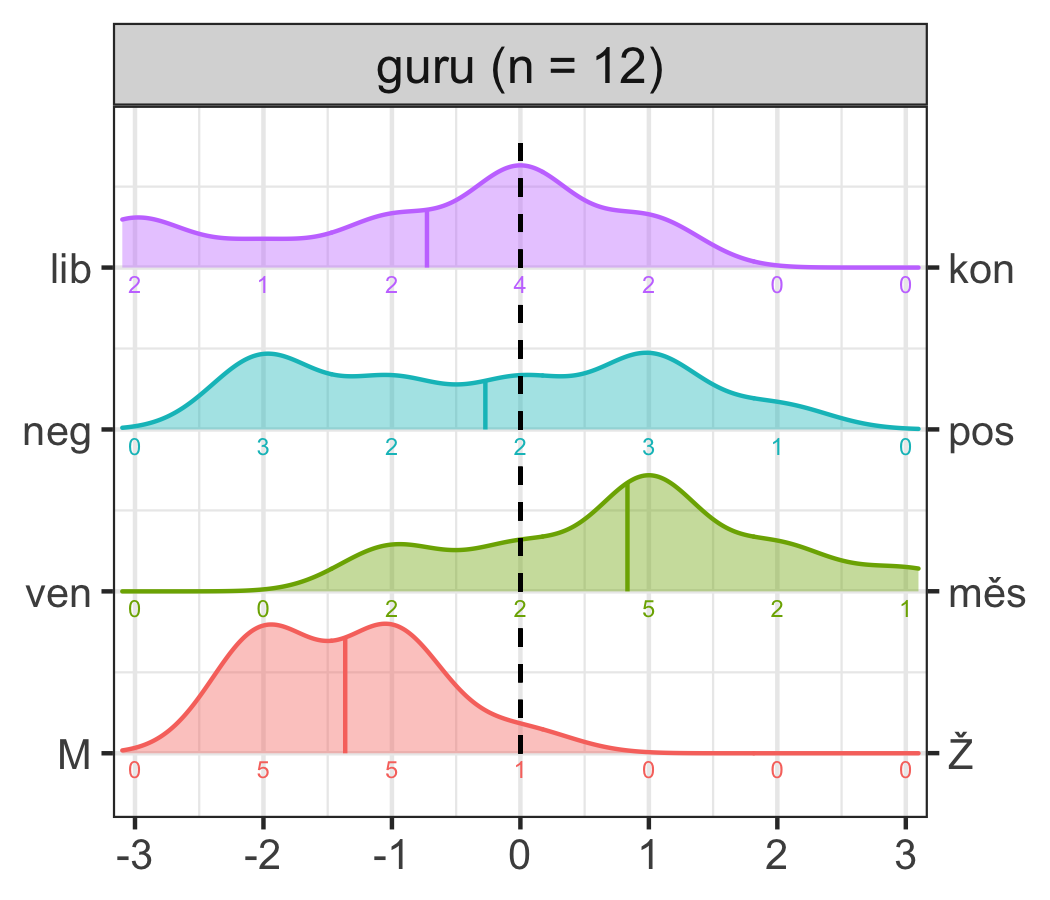 guru (n = 12)
lib kon
2 1 2 4 2 0 0
neg pos
0 3 2 2 3 1 0
ven měs
0 0 2 2 5 2 1
M Ž
0 5 5 1 0 0 0
-3 -2 -1 0 1 2 3